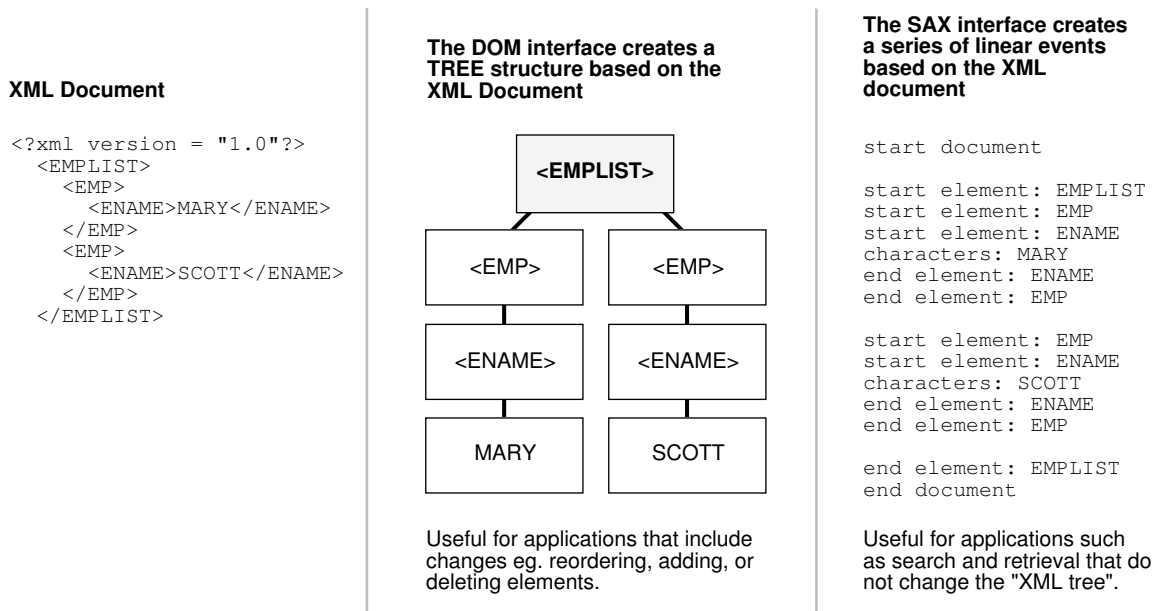 XML Document
<?xml version = "1.0"?>
<EMPLIST>
<EMP>
<ENAME>MARY</ENAME>
</EMP>
<EMP>
<ENAME>SCOTT</ENAME>
</EMP>
</EMPLIST>
The DOM interface creates a
TREE structure based on the
XML Document
<EMPLIST>
<EMP>
<EMP>
<ENAME>
<ENAME>
MARY
SCOTT
Useful for applications that include
changes eg. reordering, adding, or
deleting elements.
The SAX interface creates
a series of linear events
based on the XML
document
start document
start element: EMPLIST
start element: EMP
start element: ENAME
characters: MARY
end element: ENAME
end element: EMP
start element: EMP
start element: ENAME
characters: SCOTT
end element: ENAME
end element: EMP
end element: EMPLIST
end document
Useful for applications such
as search and retrieval that do
not change the "XML tree".